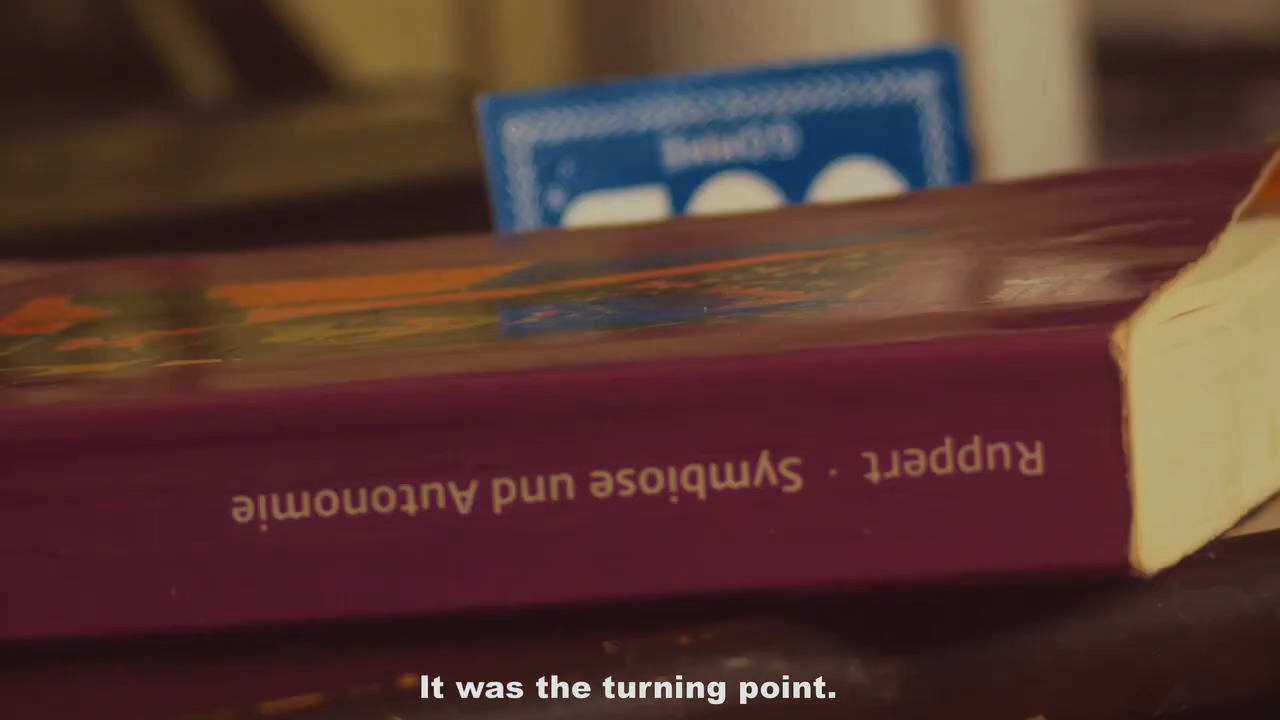 Ruppert · Symbiose und Autonomie
It was the turning point.